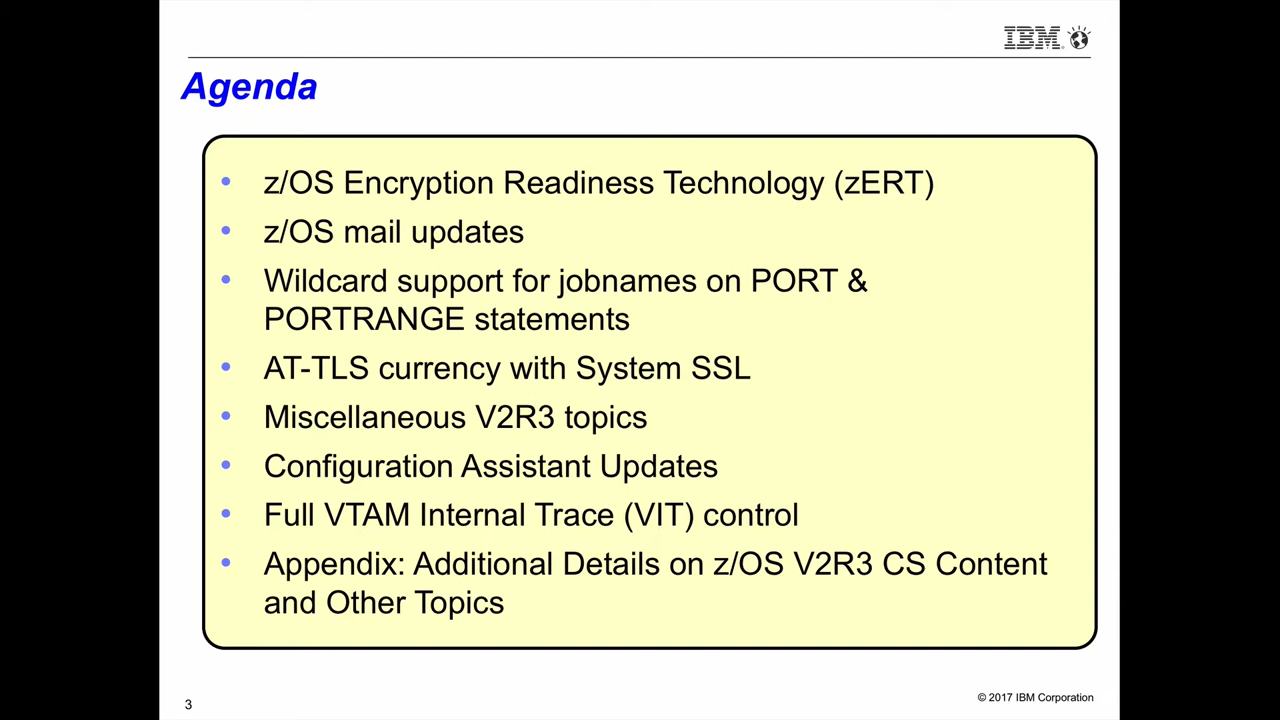 IBM
Agenda
• z/OS Encryption Readiness Technology (zERT)
• z/OS mail updates
• Wildcard support for jobnames on PORT &
PORTRANGE statements
• AT-TLS currency with System SSL
• Miscellaneous V2R3 topics
• Configuration Assistant Updates
• Full VTAM Internal Trace (VIT) control
• Appendix: Additional Details on z/OS V2R3 CS Content
and Other Topics
3
© 2017 IBM Corporation